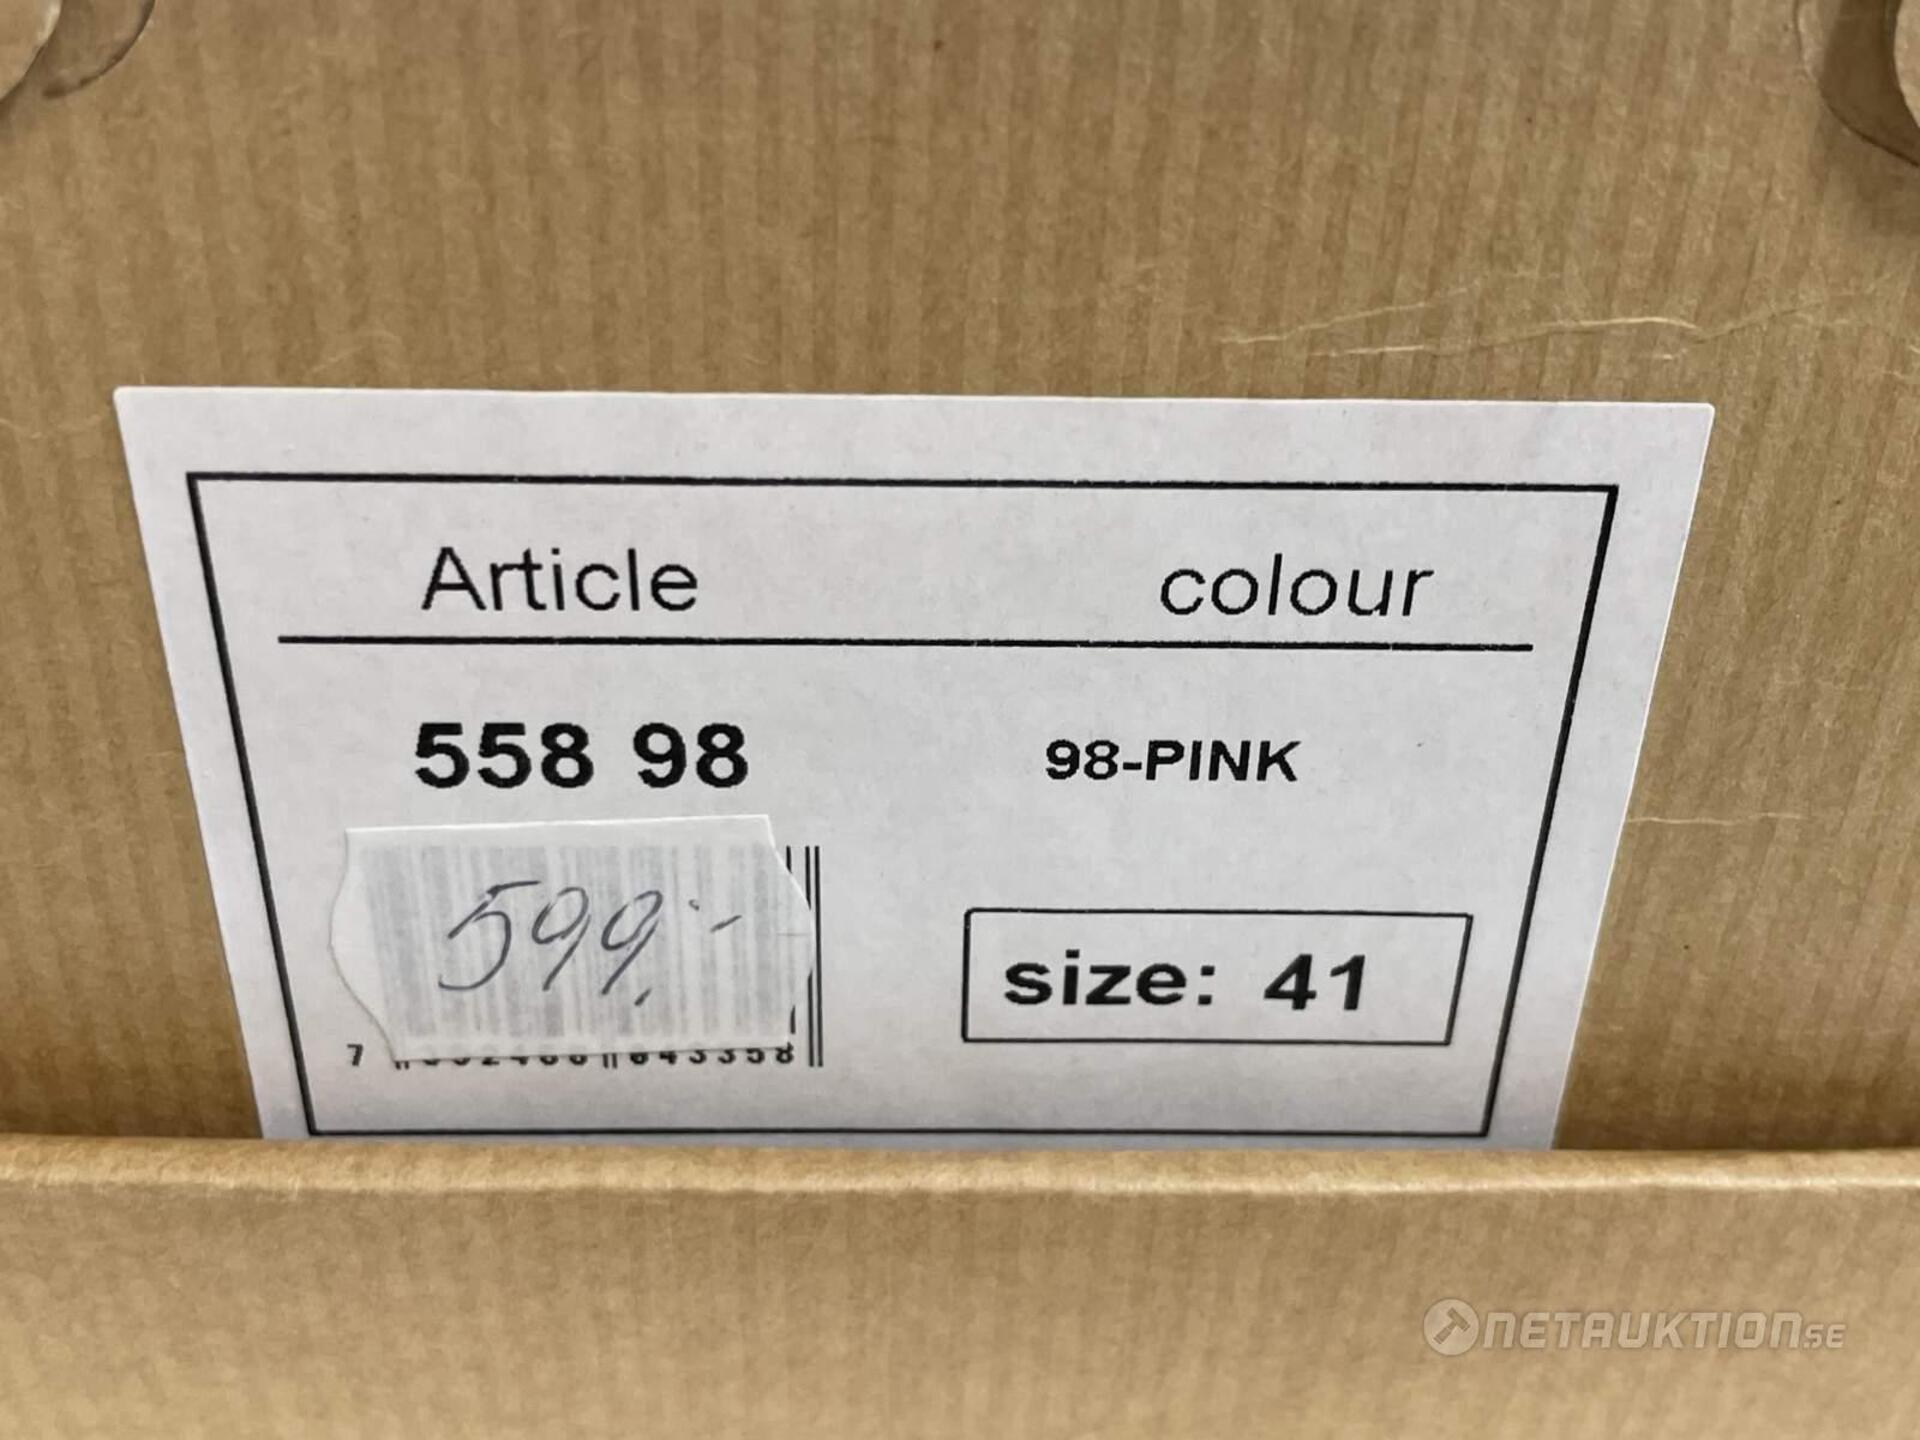 Article colour
558 98 98-PINK
599:-
size: 41
NETAUKTION.SE